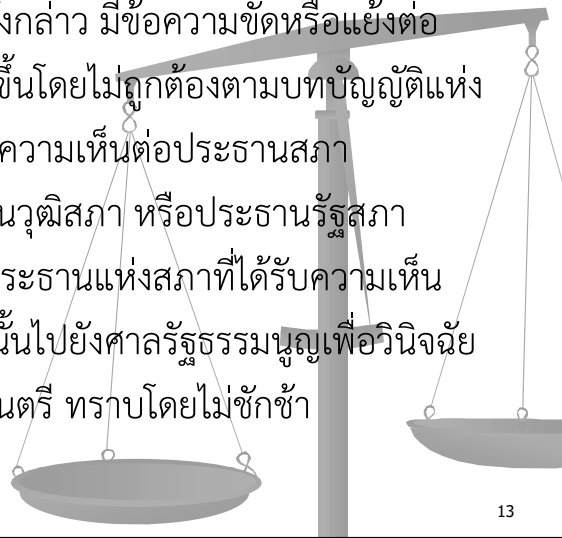 งกล่าว มีข้อความขัดหรือแย้งต่อ
ขึ้นโดยไม่ถูกต้องตามบทบัญญัติแห่ง
ความเห็นต่อประธานสภา
นวุฒิสภา หรือประธานรัฐสภา
ระธานแห่งสภาที่ได้รับความเห็น
นั้นไปยังศาลรัฐธรรมนูญเพื่อวินิจฉัย
นตรี ทราบโดยไม่ชักช้า
13